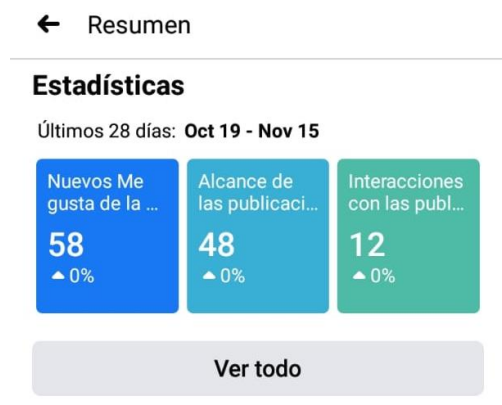 Resumen
Estadísticas
Últimos 28 días: Oct 19 - Nov 15
Nuevos Me
gusta de la ...
58
0%
Alcance de
las publicaci...
48
0%
Interacciones
con las publ...
12
0%
Ver todo